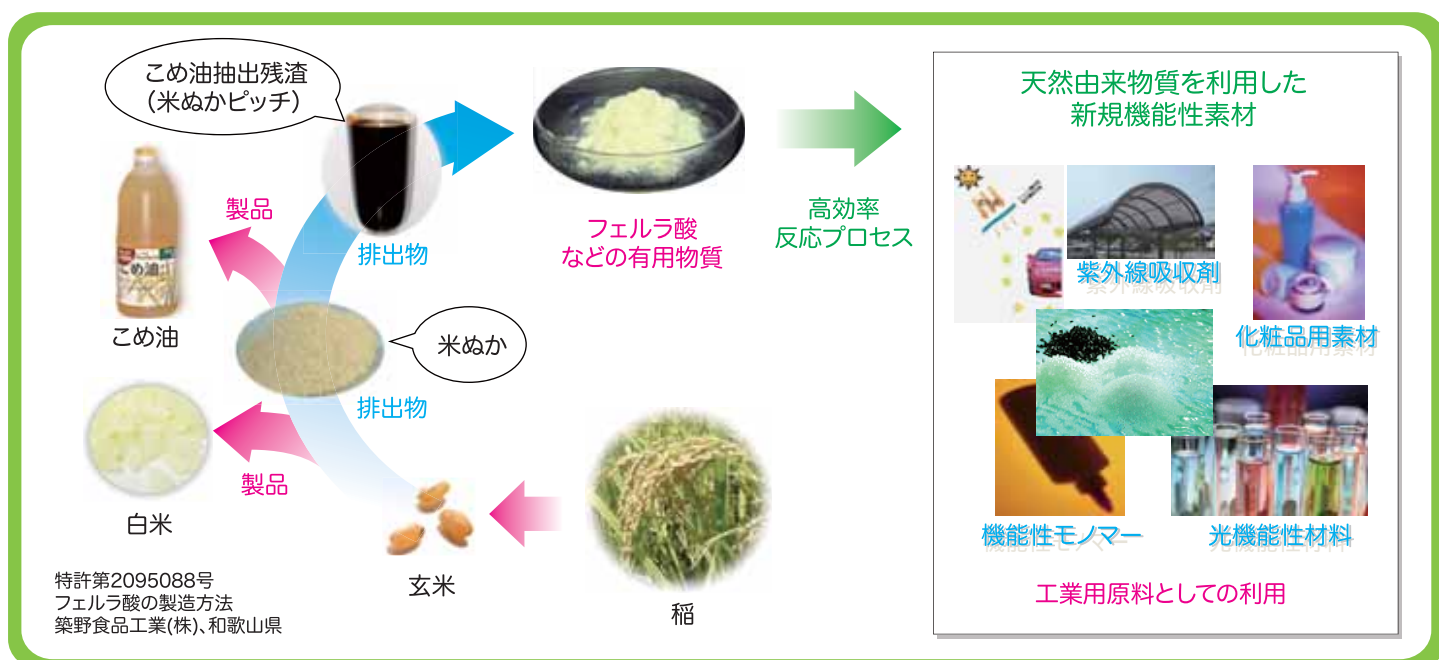 こめ油抽出残渣
（米ぬかピッチ）
製品
排出物
こめ油
こめ油
米ぬか
排出物
製品
白米
玄米
稲
フェルラ酸
などの有用物質
高効率
反応プロセス
天然由来物質を利用した
新規機能性素材
紫外線吸収剤
化粧品用素材
機能性モノマー
光機能性材料
工業用原料としての利用
特許第2095088号
フェルラ酸の製造方法
築野食品工業(株)、和歌山県